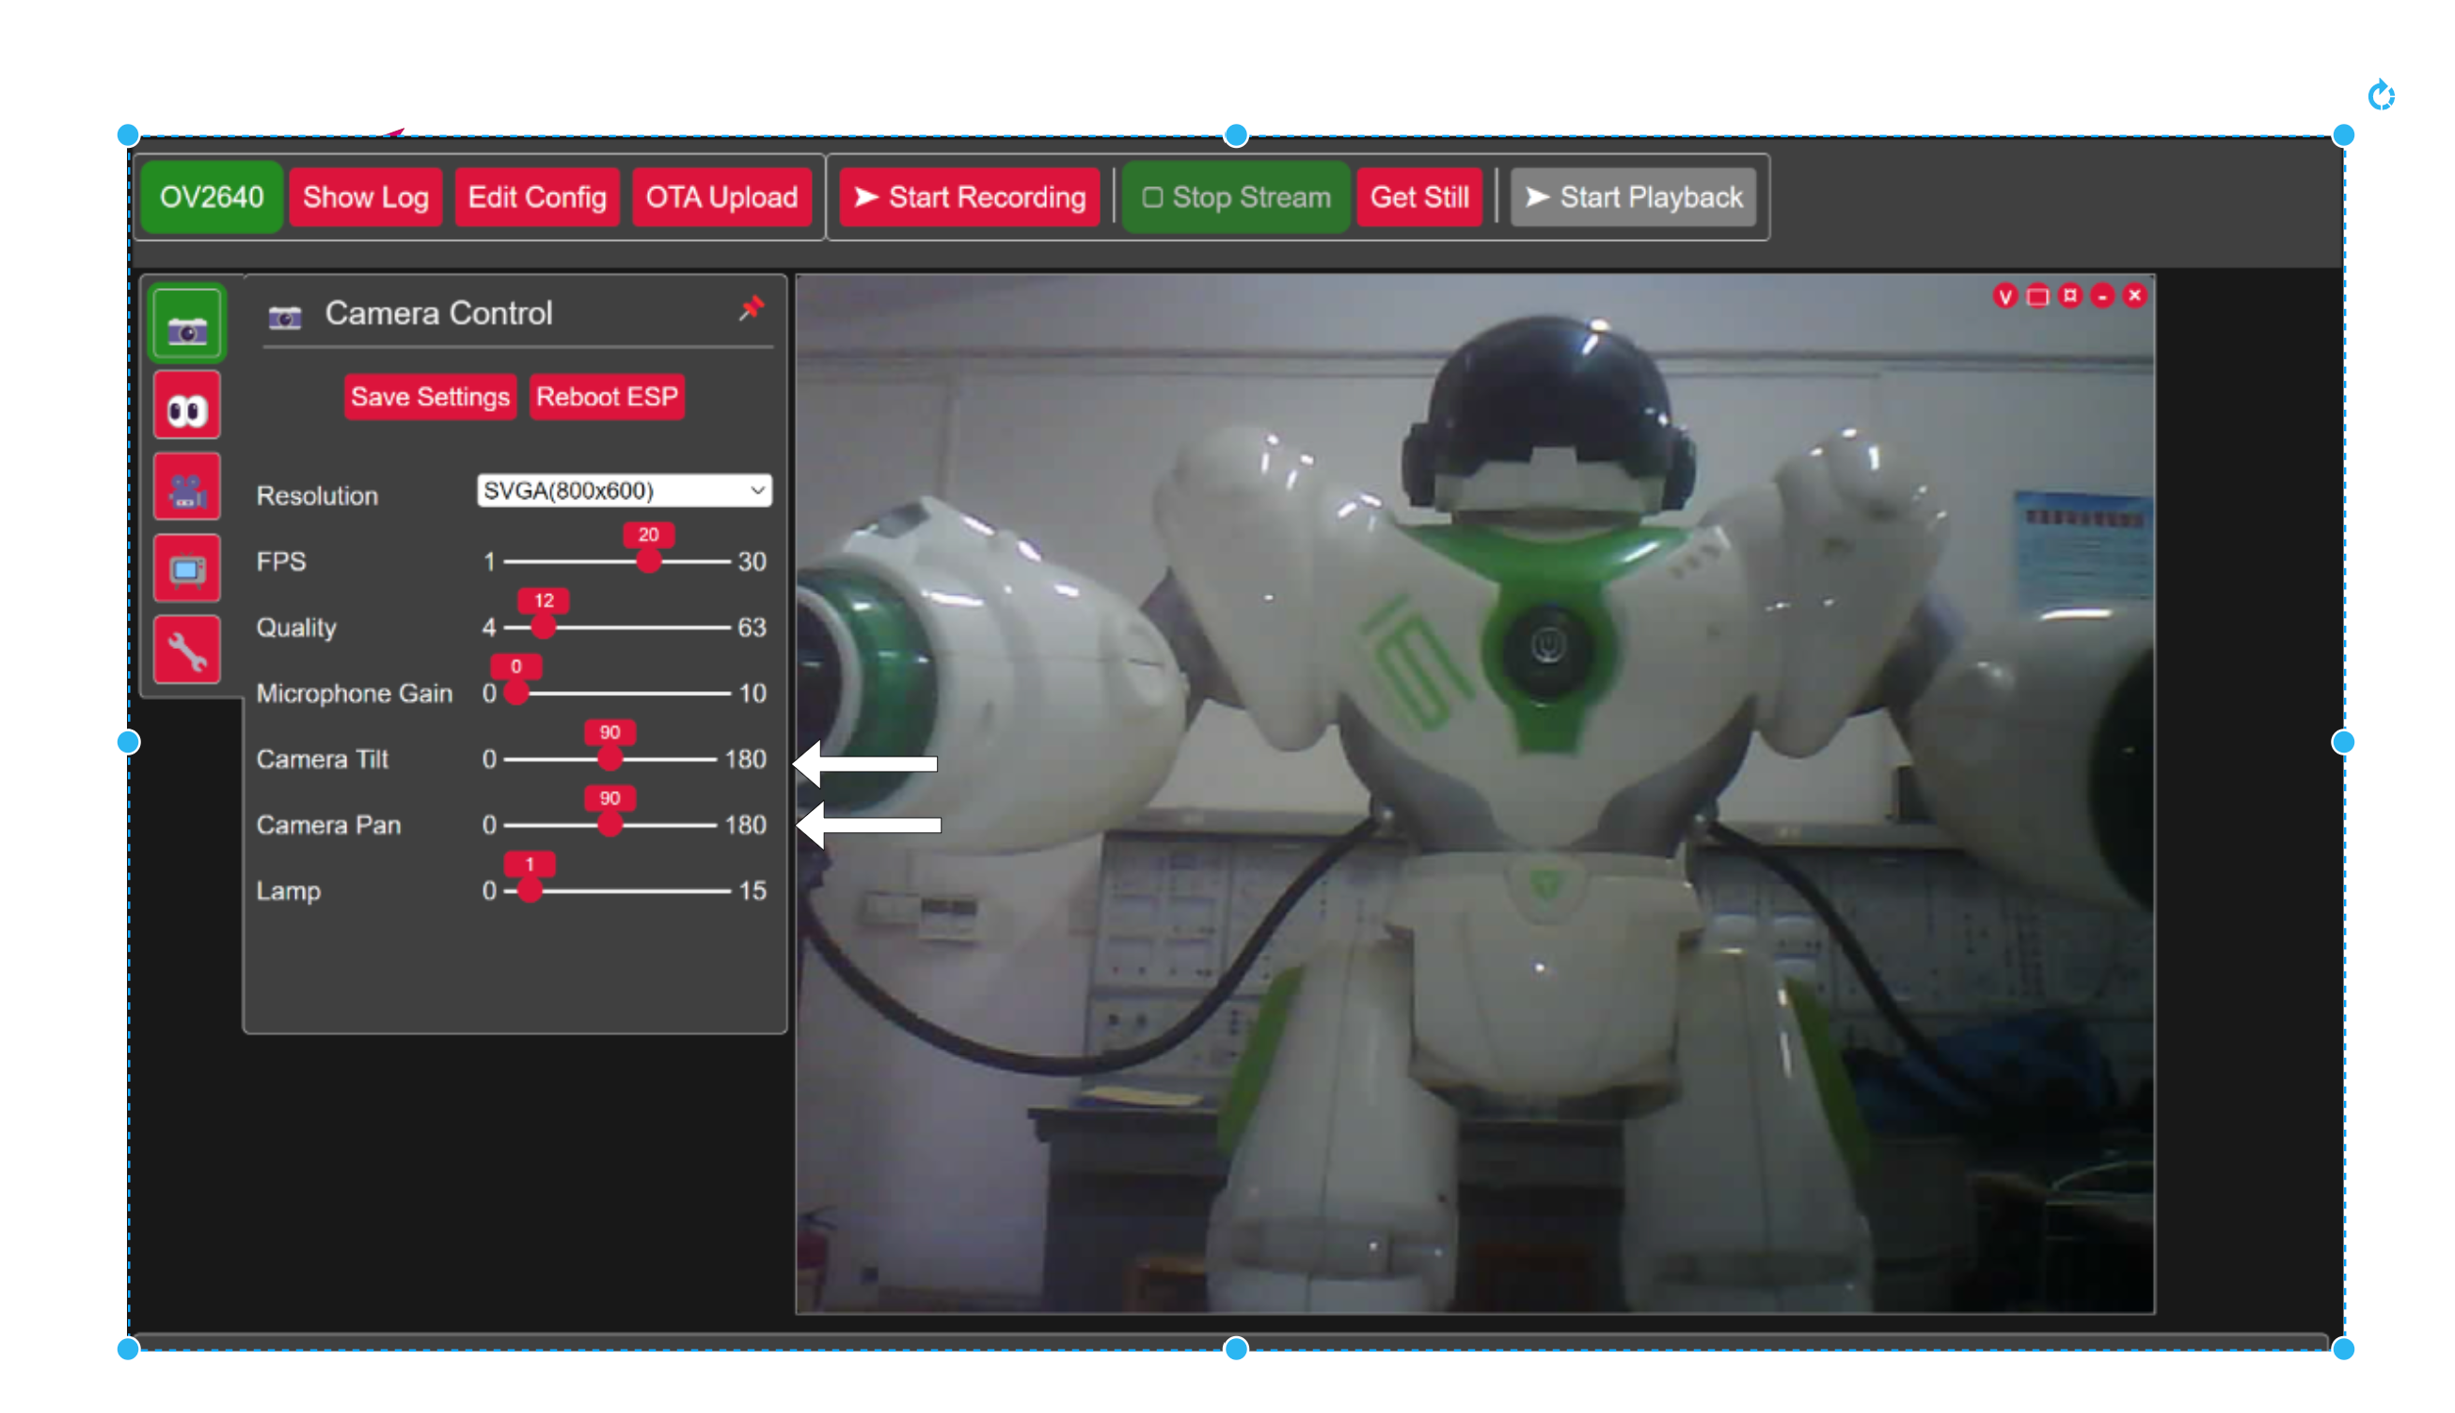 OV2640 Show Log Edit Config OTA Upload ➤ Start Recording ▢ Stop Stream Get Still ➤ Start Playback
Camera Control
Save Settings Reboot ESP
Resolution SVGA(800x600)
20
FPS 1 30
12
Quality 4 63
0
Microphone Gain 0 10
90
Camera Tilt 0 180
90
Camera Pan 0 180
1
Lamp 0 15
V